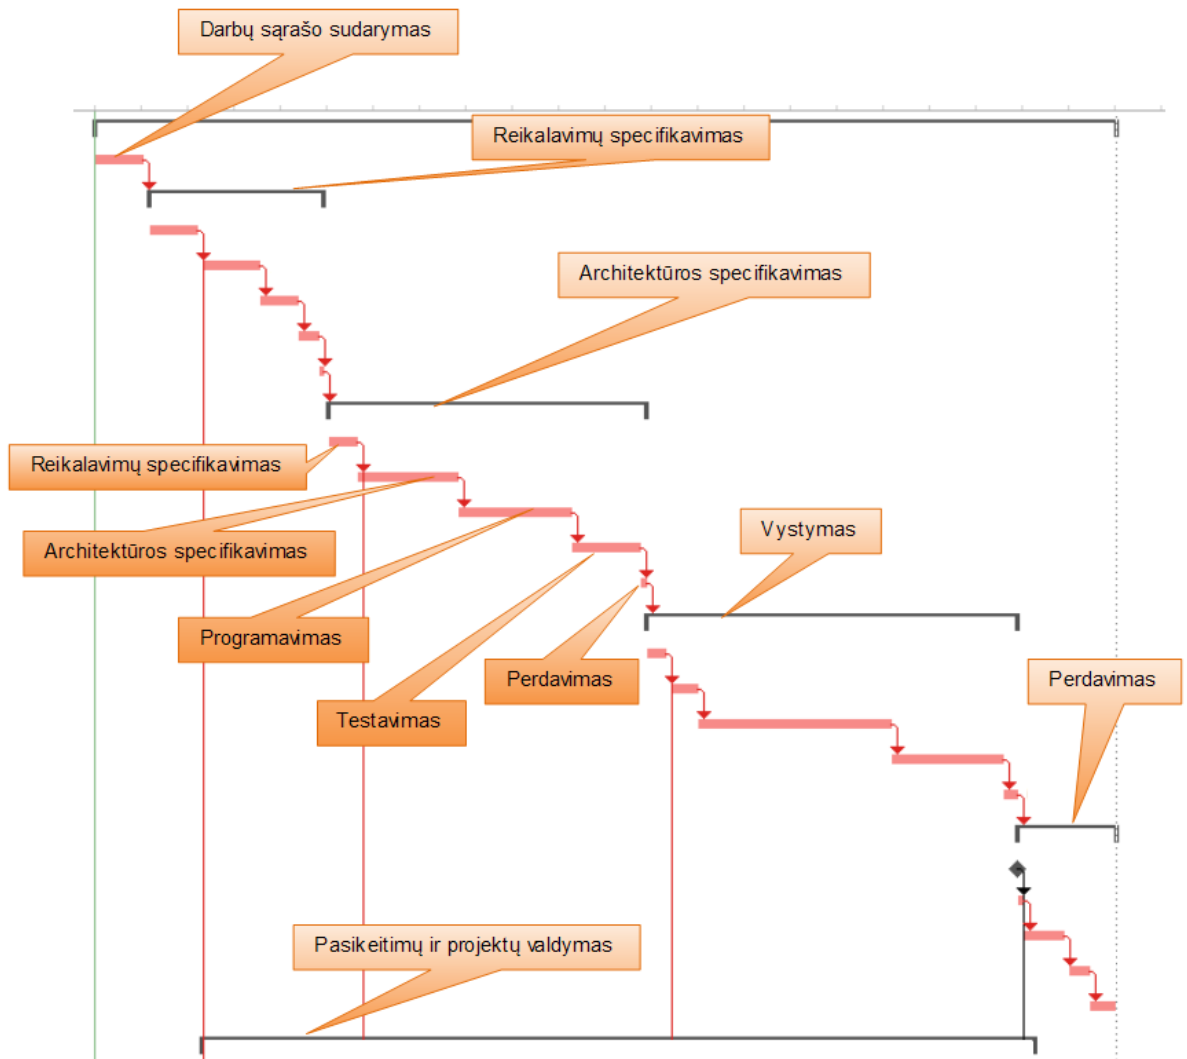 Darbų sąrašo sudarymas
Reikalavimų specifikavimas
Architektūros specifikavimas
Reikalavimų specifikavimas
Architektūros specifikavimas
Vystymas
Programavimas
Perdavimas
Perdavimas
Testavimas
Pasikeitimų ir projektų valdymas